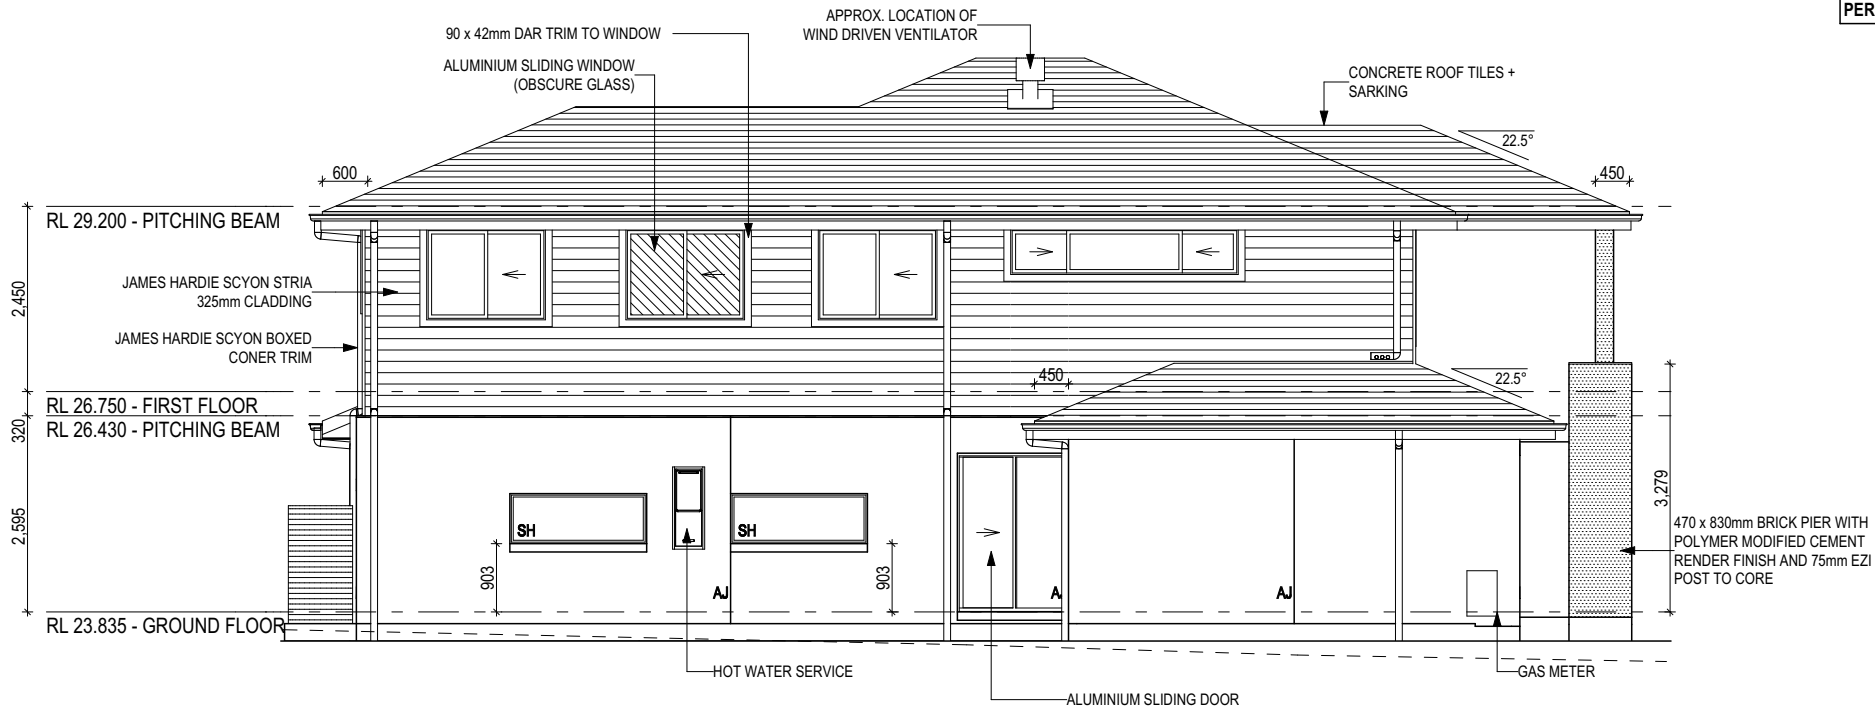 PER
APPROX. LOCATION OF
WIND DRIVEN VENTILATOR
90 x 42mm DAR TRIM TO WINDOW
ALUMINIUM SLIDING WINDOW
(OBSCURE GLASS)
CONCRETE ROOF TILES +
SARKING
22.5°
600
450
RL 29.200 - PITCHING BEAM
JAMES HARDIE SCYON STRIA
325mm CLADDING
2,450
JAMES HARDIE SCYON BOXED
CONER TRIM
450
22.5°
RL 26.750 - FIRST FLOOR
320
RL 26.430 - PITCHING BEAM
3,279
2,595
SH
SH
470 x 830mm BRICK PIER WITH
POLYMER MODIFIED CEMENT
RENDER FINISH AND 75mm EZI
POST TO CORE
903
903
AJ
A
AJ
RL 23.835 - GROUND FLOOR
HOT WATER SERVICE
GAS METER
ALUMINIUM SLIDING DOOR